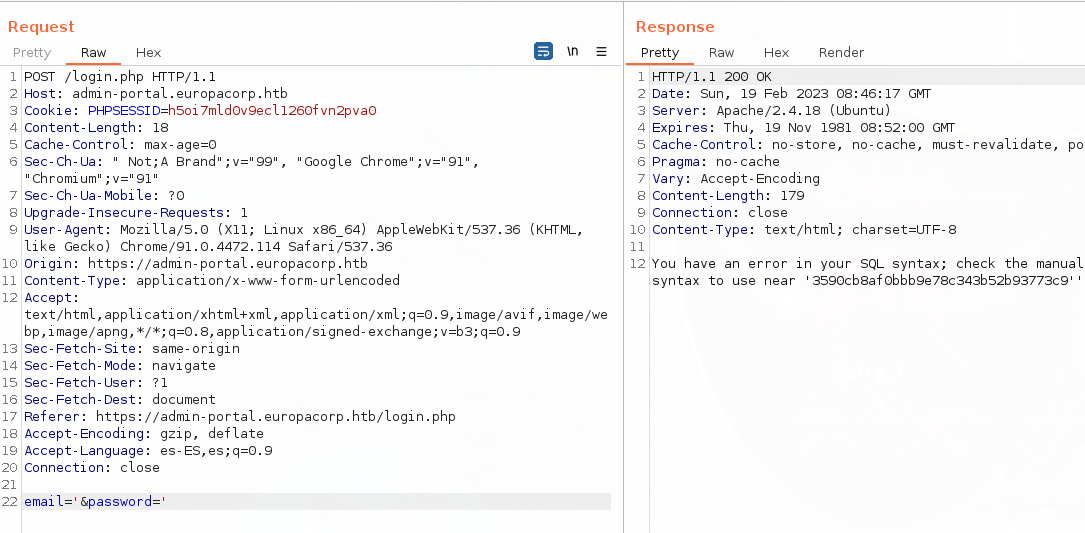 Request
Pretty Raw Hex \n
1 POST /login.php HTTP/1.1
2 Host: admin-portal.europacorp.htb
3 Cookie: PHPSESSID=h5oi7mld0v9ecl1260fvn2pva0
4 Content-Length: 18
5 Cache-Control: max-age=0
6 Sec-Ch-Ua: " Not;A Brand";v="99", "Google Chrome";v="91",
"Chromium";v="91"
7 Sec-Ch-Ua-Mobile: ?0
8 Upgrade-Insecure-Requests: 1
9 User-Agent: Mozilla/5.0 (X11; Linux x86_64) AppleWebKit/537.36 (KHTML,
like Gecko) Chrome/91.0.4472.114 Safari/537.36
10 Origin: https://admin-portal.europacorp.htb
11 Content-Type: application/x-www-form-urlencoded
12 Accept:
text/html,application/xhtml+xml,application/xml;q=0.9,image/avif,image/we
bp,image/apng,*/*;q=0.8,application/signed-exchange;v=b3;q=0.9
13 Sec-Fetch-Site: same-origin
14 Sec-Fetch-Mode: navigate
15 Sec-Fetch-User: ?1
16 Sec-Fetch-Dest: document
17 Referer: https://admin-portal.europacorp.htb/login.php
18 Accept-Encoding: gzip, deflate
19 Accept-Language: es-ES,es;q=0.9
20 Connection: close
21
22 email='&password='
Response
Pretty Raw Hex Render
1 HTTP/1.1 200 OK
2 Date: Sun, 19 Feb 2023 08:46:17 GMT
3 Server: Apache/2.4.18 (Ubuntu)
4 Expires: Thu, 19 Nov 1981 08:52:00 GMT
5 Cache-Control: no-store, no-cache, must-revalidate, po
6 Pragma: no-cache
7 Vary: Accept-Encoding
8 Content-Length: 179
9 Connection: close
10 Content-Type: text/html; charset=UTF-8
11
12 You have an error in your SQL syntax; check the manual
syntax to use near '3590cb8af0bbb9e78c343b52b93773c9''